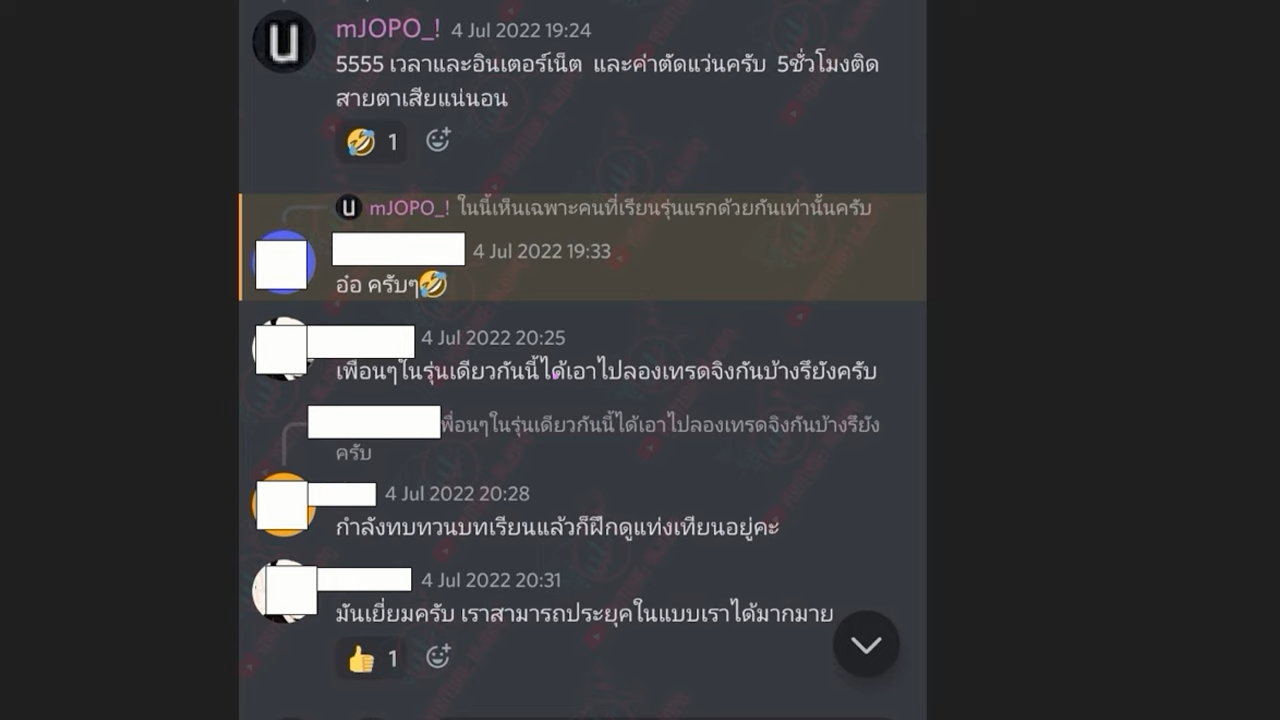 mJOPO_! 4 Jul 2022 19:24
5555 เวลาและอินเตอร์เน็ต และค่าตัดแว่นครับ 5ชั่วโมงติด
สายตาเสียแน่นอน
🤣 1
mJOPO_! ในนี้เห็นเฉพาะคนที่เรียนรุ่นแรกด้วยกันเท่านั้นครับ
4 Jul 2022 19:33
อ๋อ ครับๆ🤣
4 Jul 2022 20:25
เพื่อนๆในรุ่นเดียวกันนี้ได้เอาไปลองเทรดจิงกันบ้างรึยังครับ
พื่อนๆในรุ่นเดียวกันนี้ได้เอาไปลองเทรดจิงกันบ้างรึยัง
ครับ
4 Jul 2022 20:28
กำลังทบทวนบทเรียนแล้วก็ฝึกดูแท่งเทียนอยู่คะ
4 Jul 2022 20:31
มันเยี่ยมครับ เราสามารถประยุคในแบบเราได้มากมาย
👍 1